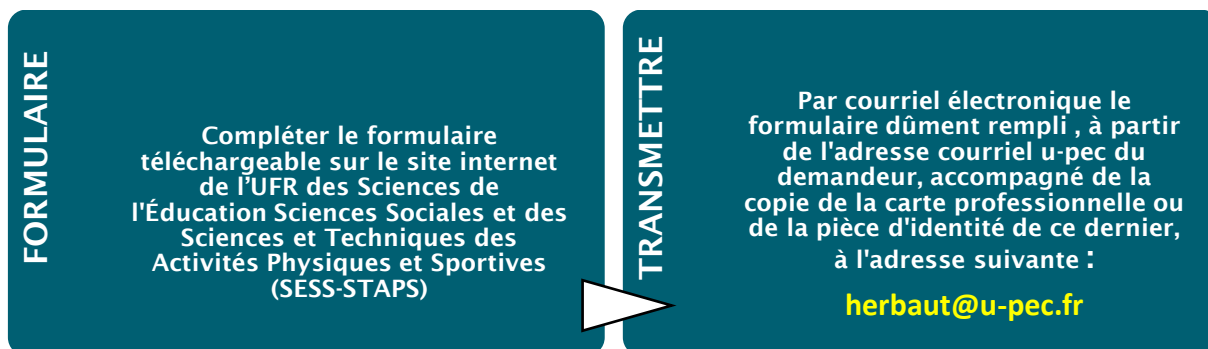 FORMULAIRE
Compléter le formulaire
téléchargeable sur le site internet
de l’UFR des Sciences de
l'Éducation Sciences Sociales et des
Sciences et Techniques des
Activités Physiques et Sportives
(SESS-STAPS)
TRANSMETTRE
Par courriel électronique le
formulaire dûment rempli , à partir
de l'adresse courriel u-pec du
demandeur, accompagné de la
copie de la carte professionnelle ou
de la pièce d'identité de ce dernier,
à l'adresse suivante :
herbaut@u-pec.fr